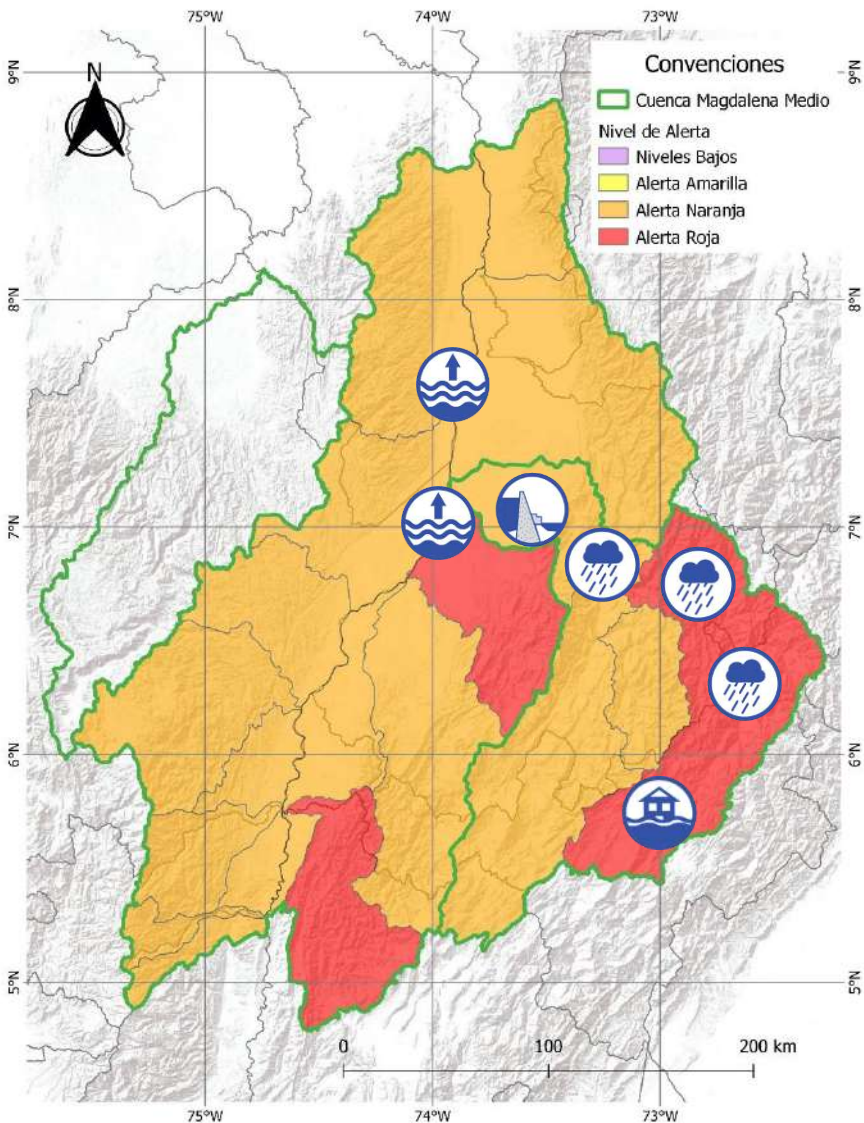 75°W 74°W 73°W
N
Convenciones
Cuenca Magdalena Medio
Nivel de Alerta
Niveles Bajos
Alerta Amarilla
Alerta Naranja
Alerta Roja
9°N 9°N
8°N 8°N
7°N 7°N
6°N 6°N
5°N 5°N
0 100 200 km
75°W 74°W 73°W